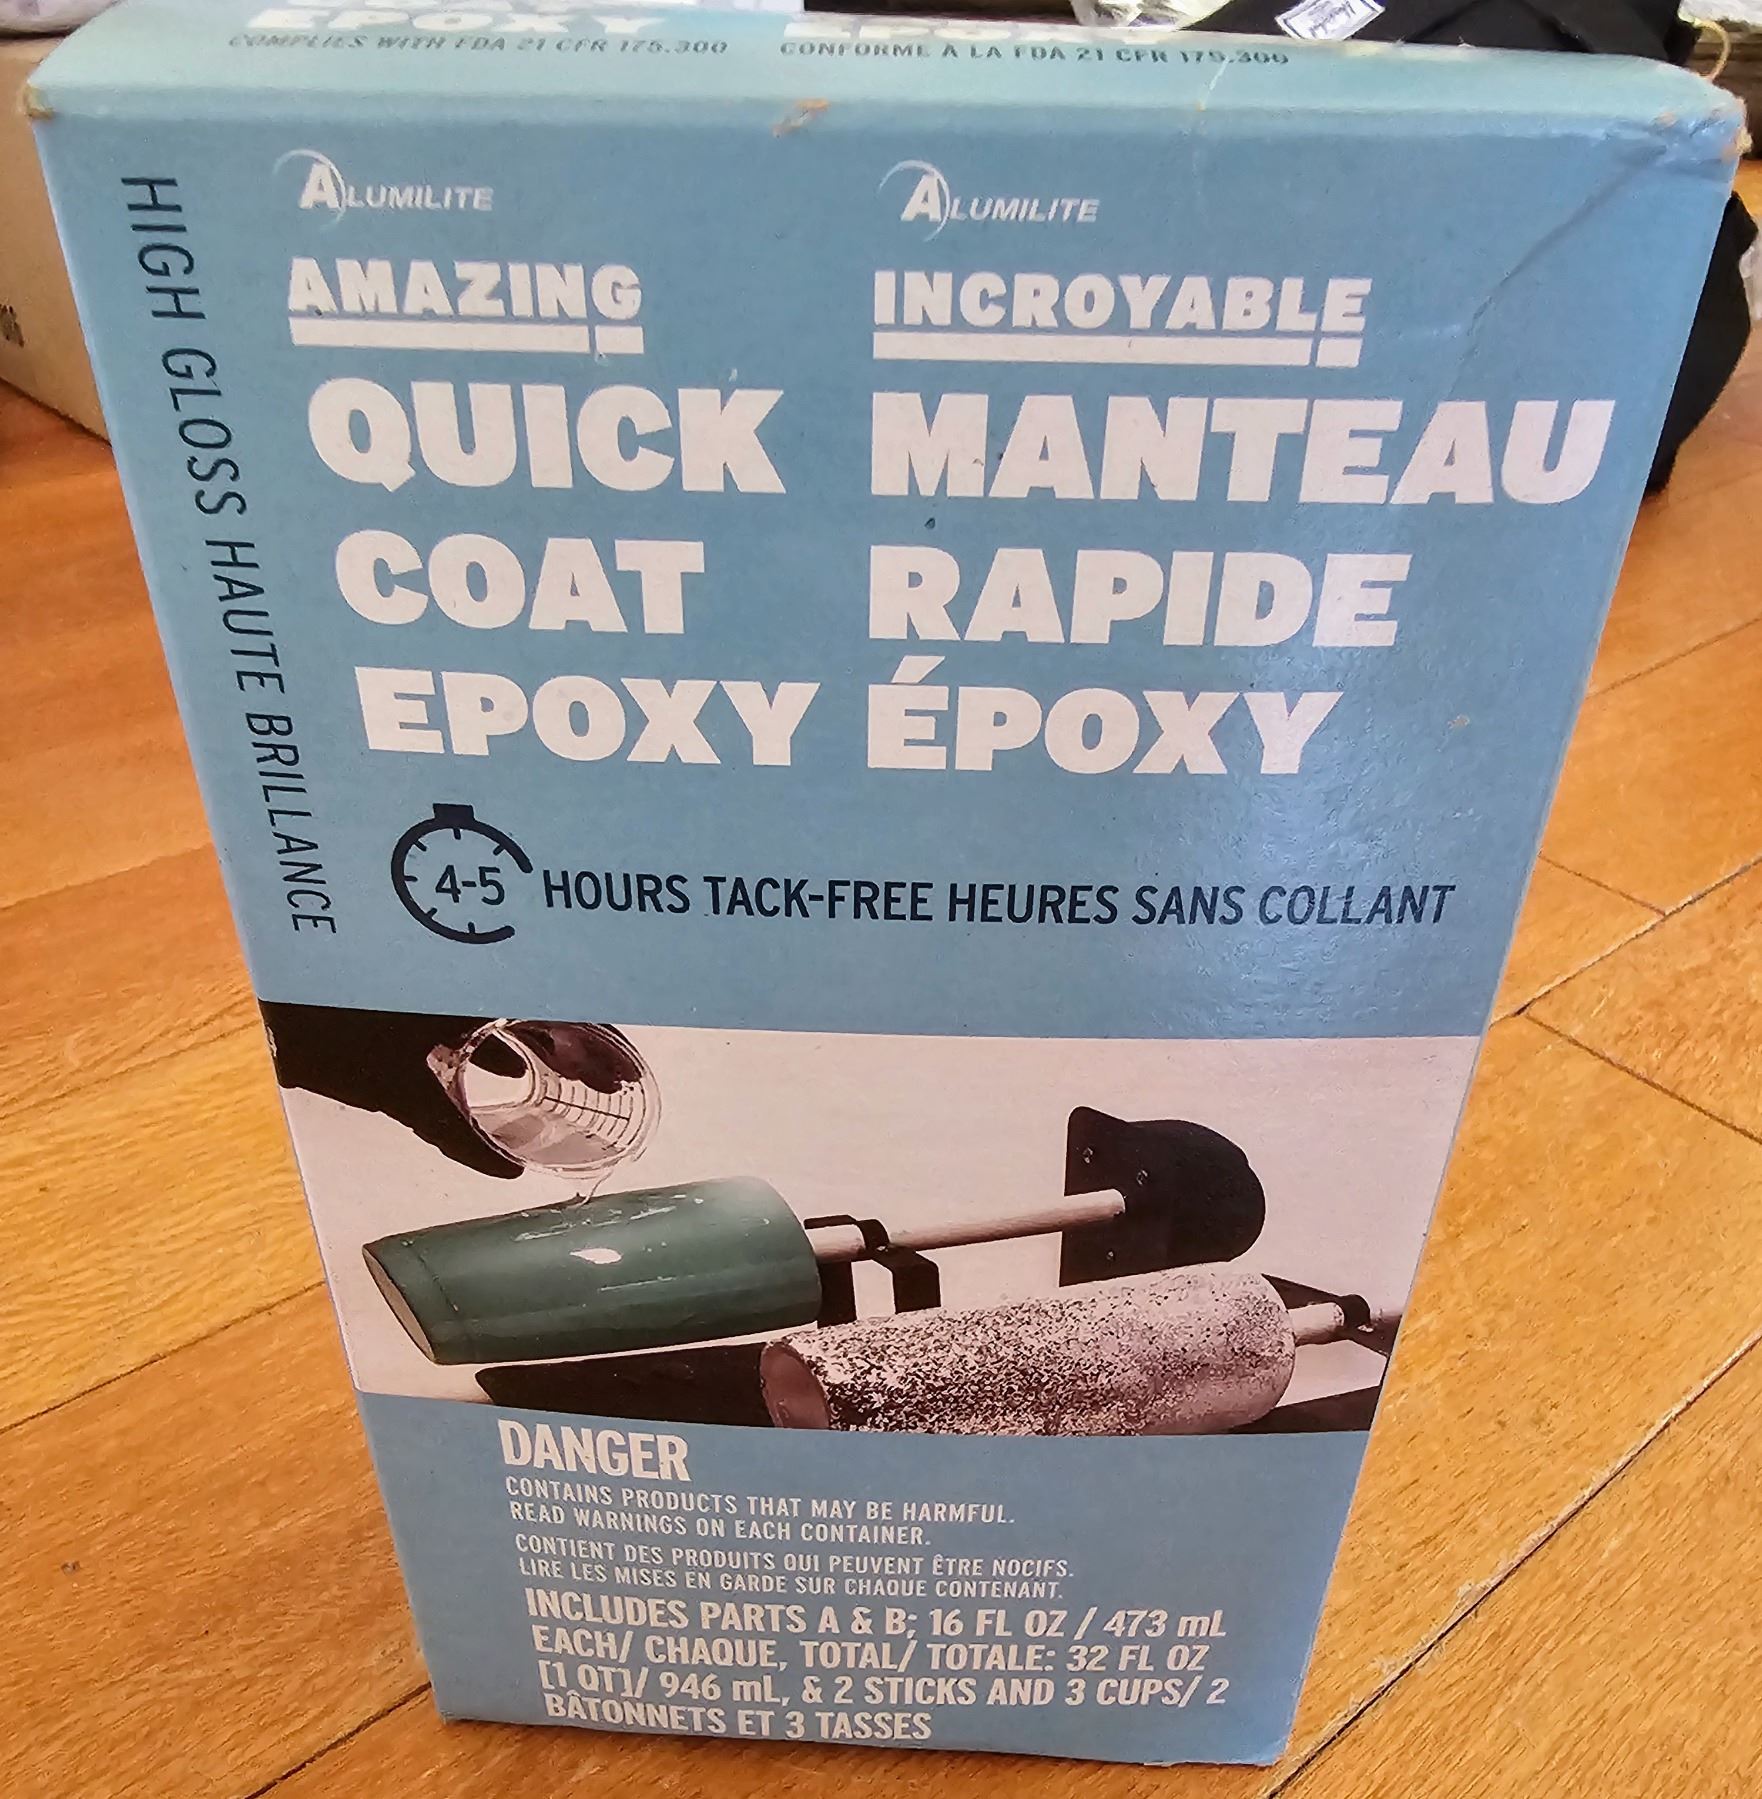 EPOXY
COMPLIES WITH FDA 21 CFR 175.300
CONFORME À LA FDA 21 CFR 175.300
HIGH GLOSS HAUTE BRILLANCE
ALUMILITE
AMAZING
QUICK
COAT
EPOXY
ALUMILITE
INCROYABLE
MANTEAU
RAPIDE
ÉPOXY
4-5 HOURS TACK-FREE HEURES SANS COLLANT
DANGER
CONTAINS PRODUCTS THAT MAY BE HARMFUL.
READ WARNINGS ON EACH CONTAINER.
CONTIENT DES PRODUITS QUI PEUVENT ÊTRE NOCIFS.
LIRE LES MISES EN GARDE SUR CHAQUE CONTENANT.
INCLUDES PARTS A & B; 16 FL OZ / 473 mL
EACH/ CHAQUE, TOTAL/ TOTALE: 32 FL OZ
[1 QT]/ 946 mL, & 2 STICKS AND 3 CUPS/ 2
BÂTONNETS ET 3 TASSES